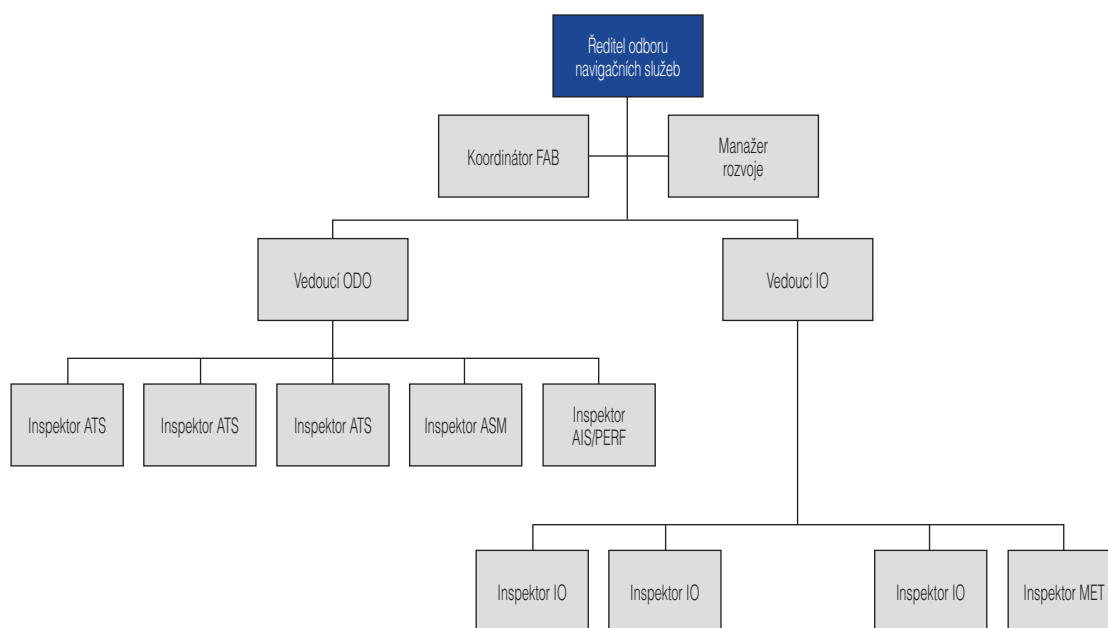 Ředitel odboru
navigačních služeb
Koordinátor FAB
Manažer
rozvoje
Vedoucí ODO
Vedoucí IO
Inspektor ATS
Inspektor ATS
Inspektor ATS
Inspektor ASM
Inspektor
AIS/PERF
Inspektor IO
Inspektor IO
Inspektor IO
Inspektor MET